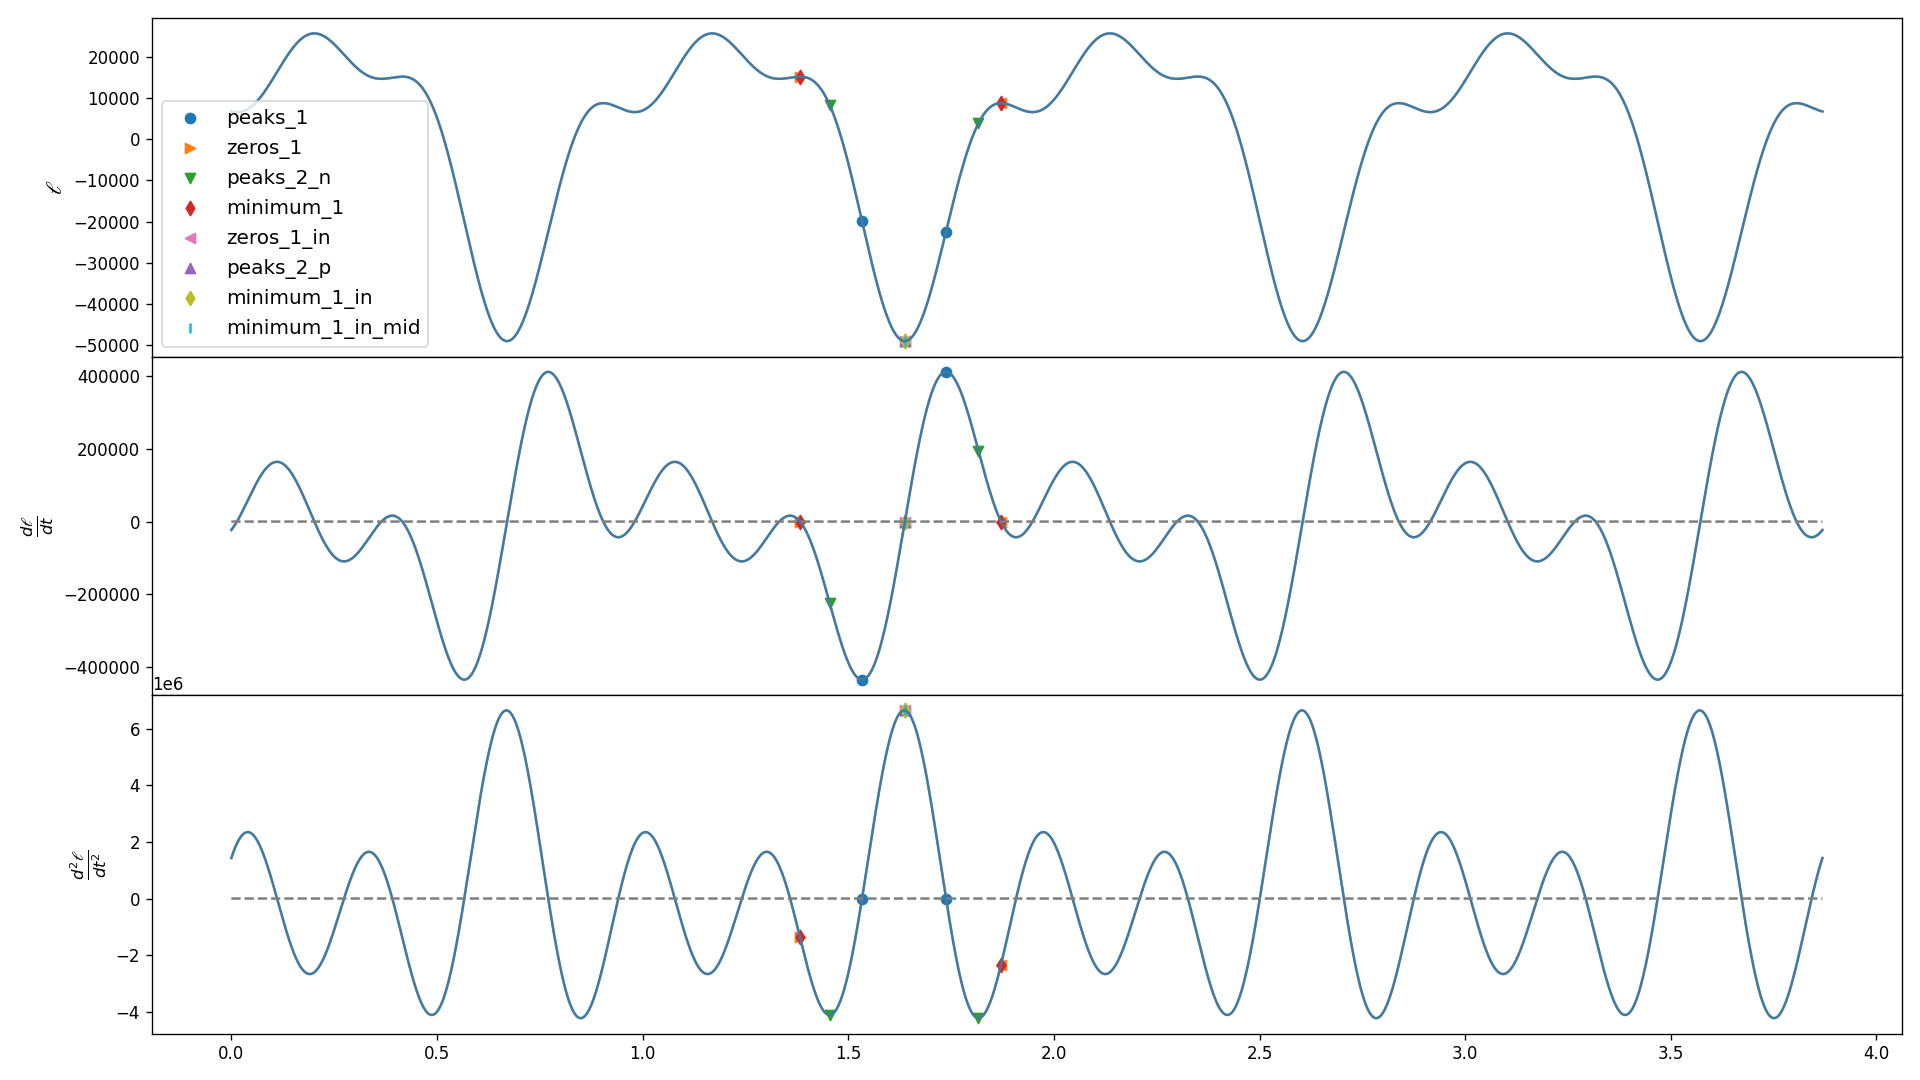 20000
10000
0
−10000
−20000
−30000
−40000
−50000
ℓ
peaks_1
zeros_1
peaks_2_n
minimum_1
zeros_1_in
peaks_2_p
minimum_1_in
minimum_1_in_mid
400000
200000
0
−200000
−400000
dℓ
dt
1e6
6
4
2
0
−2
−4
d²ℓ
dt²
0.0 0.5 1.0 1.5 2.0 2.5 3.0 3.5 4.0